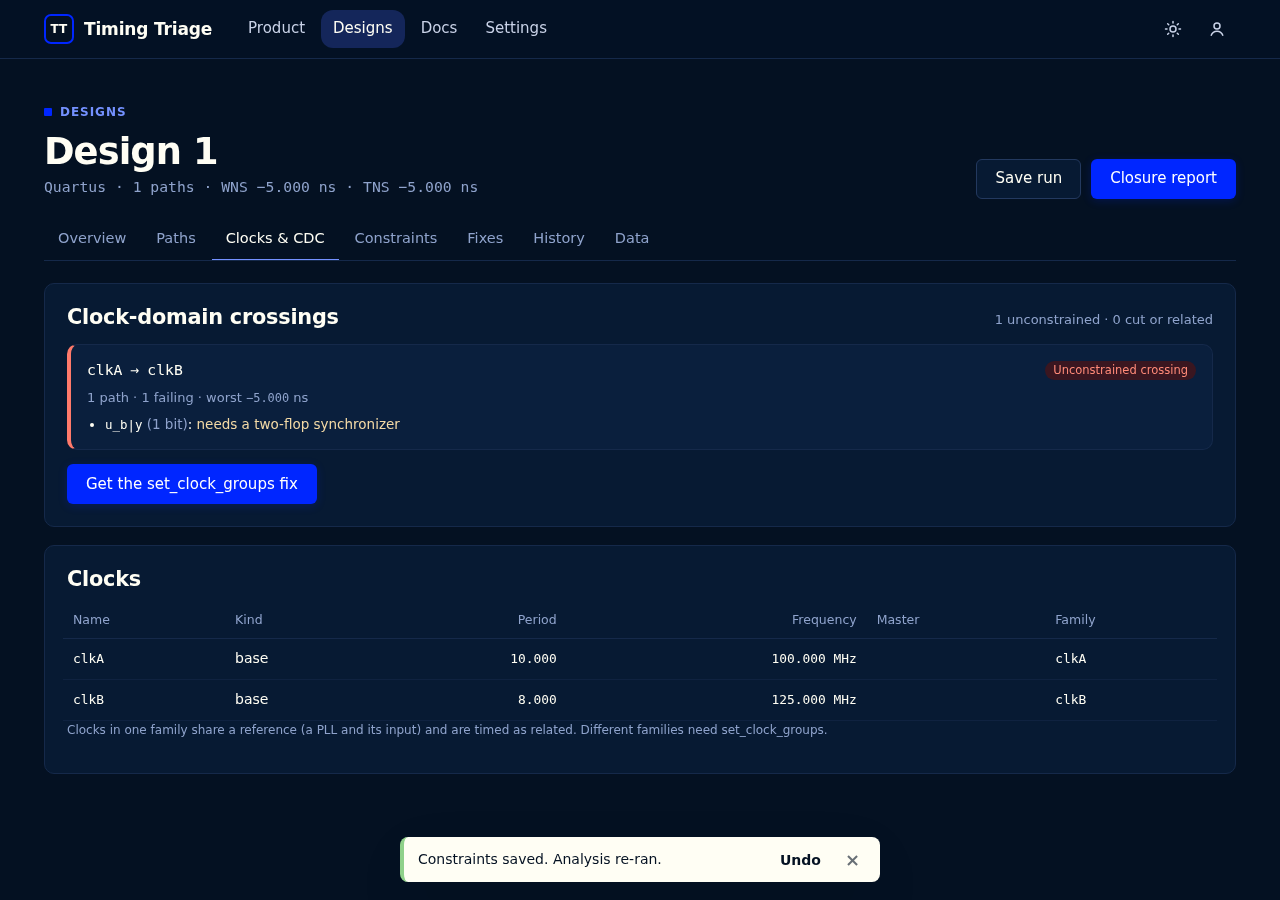 TT Timing Triage Product Designs Docs Settings
DESIGNS
Design 1
Quartus · 1 paths · WNS −5.000 ns · TNS −5.000 ns
Save run Closure report
Overview Paths Clocks & CDC Constraints Fixes History Data
Clock-domain crossings 1 unconstrained · 0 cut or related
clkA → clkB Unconstrained crossing
1 path · 1 failing · worst −5.000 ns
• u_b|y (1 bit): needs a two-flop synchronizer
Get the set_clock_groups fix
Clocks
Name Kind Period Frequency Master Family
clkA base 10.000 100.000 MHz clkA
clkB base 8.000 125.000 MHz clkB
Clocks in one family share a reference (a PLL and its input) and are timed as related. Different families need set_clock_groups.
Constraints saved. Analysis re-ran. Undo ×